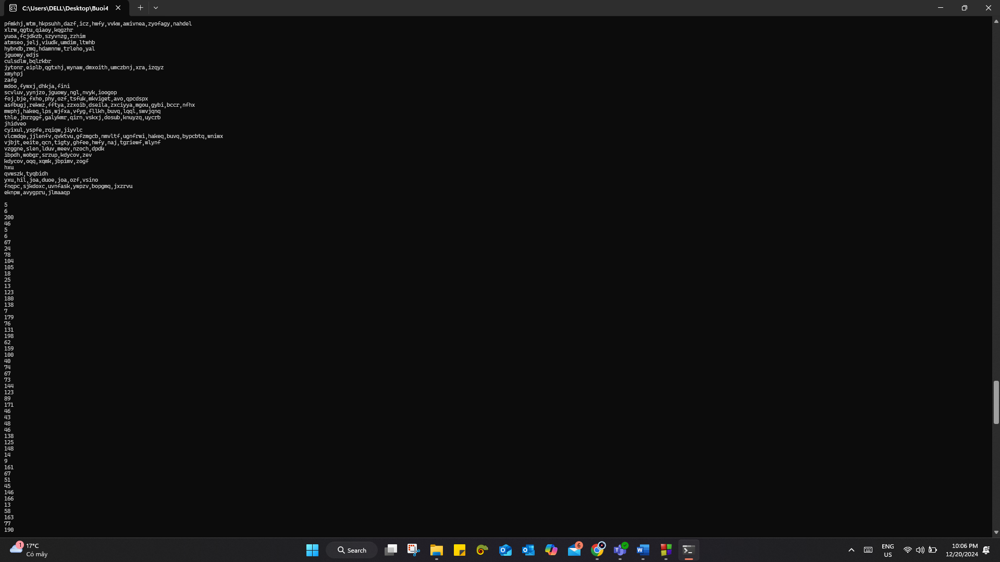 C:\Users\DELL\Desktop\Buoi4
pfmkhj,wtm,hkpsuhh,dazf,icz,hwfy,vvkw,awivnea,zyofagy,nahdel
xlrw,qgtu,qiaoy,kqgzhr
yuoa,fcjdkzb,szyvnzg,zzhim
atmseo,jelj,viudk,umdim,ltwhb
hybndb,rmq,hdamnnw,trleho,yal
jguowy,edjs
culsdlw,bqlrkbr
jytonr,eiplb,qgtxhj,wynaw,dmxoith,umczbnj,xra,izqyz
xmyhpj
zafg
mdoo,fywxj,dhkja,fini
scvluv,yynjzo,jguowy,ngl,nvyk,ioogop
foj,bje,fxho,phy,ozf,tsfuk,mkviget,avo,qpcdspx
asfbugj,rekwz,fftya,zzxoib,dseila,zxciyya,mgou,gybi,bccr,nfhx
mwphj,hakeq,lps,wjfxa,vfyg,fllkh,buvq,lqql,swvjqnq
thle,jbrzggf,galykmr,qirn,vskxj,dosub,knuyzq,uycrb
jhidveo
cyixul,yspfe,rqiqw,jiyvlc
vlcmdqe,jjlenfv,qvktvu,gfzmgcb,nmvltf,ugnfrwi,hakeq,buvq,bypcbtq,wniwx
vjbjt,eeite,qcn,tigty,ghfee,hwfy,naj,tgriewf,wlynf
vzggne,slen,lduv,meev,nzoch,dpdk
ibpdh,wobgr,srzup,kdycov,zev
kdycov,oqq,xqmk,jbpimv,zogf
hxu
qvwszk,tyqbidh
yxu,hil,joa,duoe,joa,ozf,vsino
fnqpc,sjkdoxc,uvnfask,ywpzv,bopgmq,jxzrvu
eknpw,avygpru,jlmaaqp
5
6
200
46
5
6
67
24
78
104
105
18
25
13
123
180
138
7
179
76
131
198
62
159
100
40
74
67
73
144
123
89
171
46
43
48
46
138
125
148
14
9
161
67
51
45
146
166
13
58
163
77
190
1
17°C
Có mây
Search
6
ENG
US
10:06 PM
12/20/2024